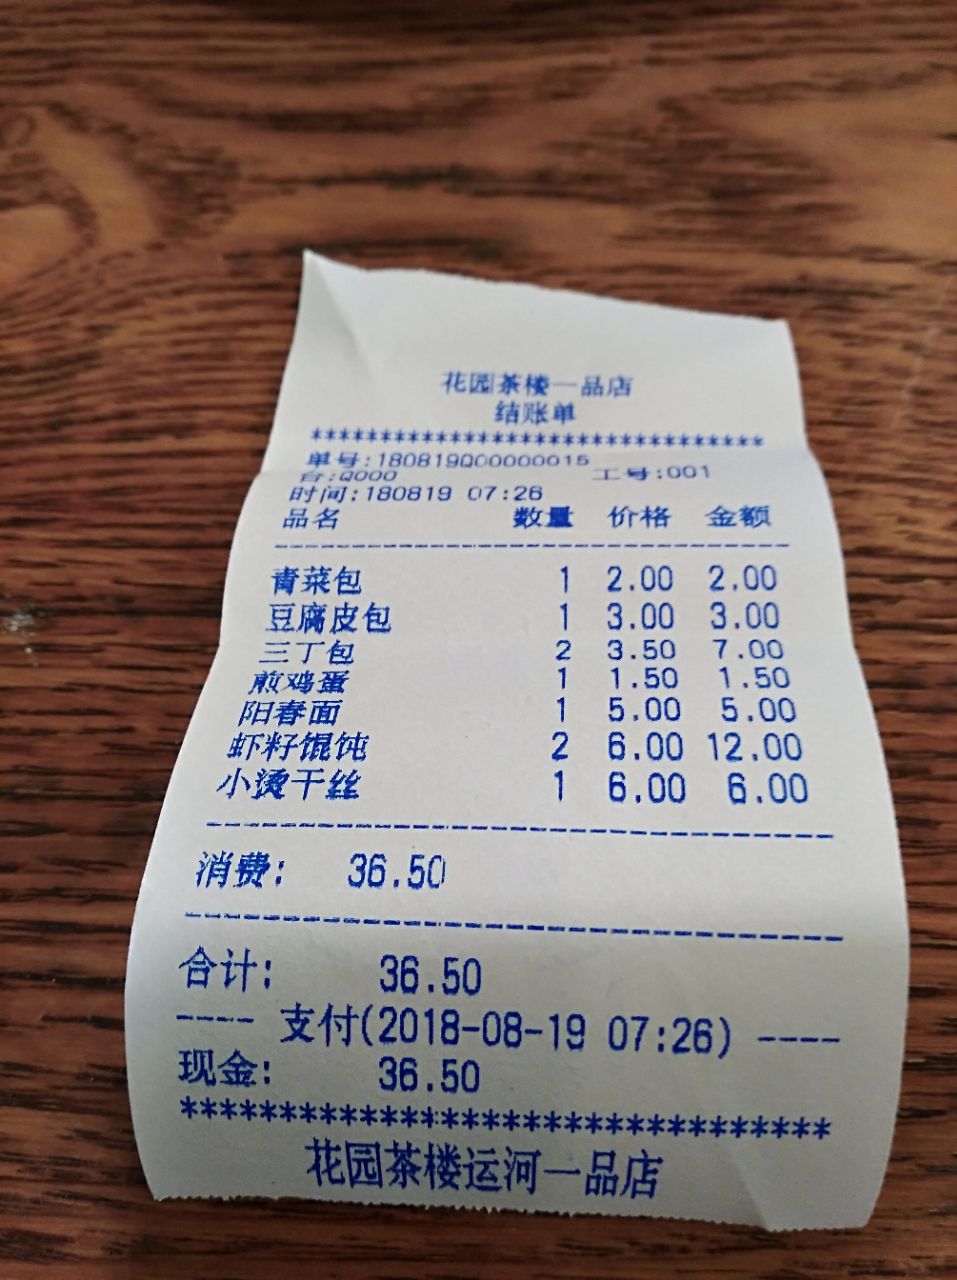 花园茶楼一品店
结账单
*********************************
单号:180819Q00000015
台:Q000 工号:001
时间:180819 07:26
品名 数量 价格 金额
--------------------------------
青菜包 1 2.00 2.00
豆腐皮包 1 3.00 3.00
三丁包 2 3.50 7.00
煎鸡蛋 1 1.50 1.50
阳春面 1 5.00 5.00
虾籽馄饨 2 6.00 12.00
小烫干丝 1 6.00 6.00
--------------------------------
消费: 36.50
--------------------------------
合计: 36.50
---- 支付(2018-08-19 07:26) ----
现金: 36.50
*********************************
花园茶楼运河一品店